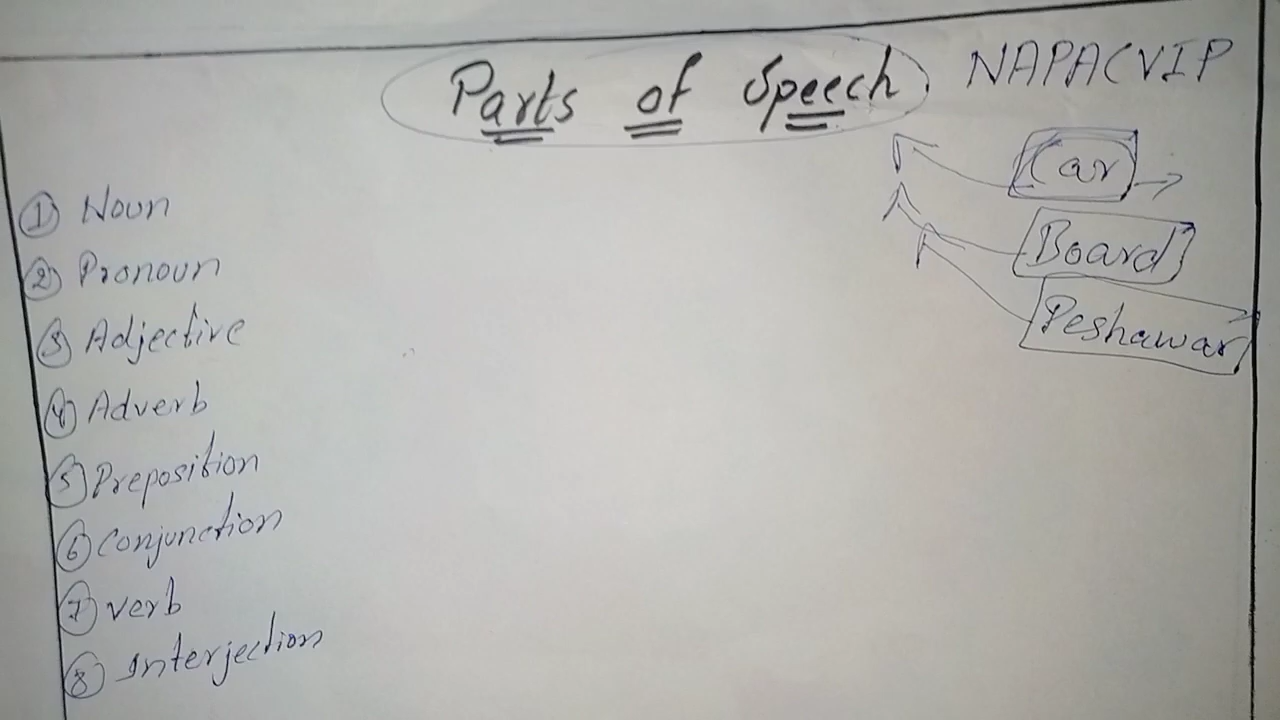 Parts of Speech. NAPACVIP
Car
Board
Peshawar
1 Noun
2 Pronoun
3 Adjective
4 Adverb
5 Preposition
6 Conjunction
7 verb
8 Interjection